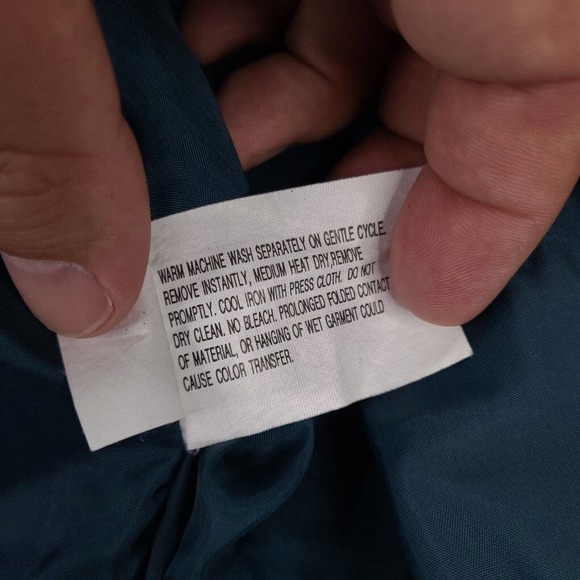 WARM MACHINE WASH SEPARATELY ON GENTLE CYCLE.
REMOVE INSTANTLY, MEDIUM HEAT DRY.REMOVE
PROMPTLY. COOL IRON WITH PRESS CLOTH. DO NOT
DRY CLEAN. NO BLEACH. PROLONGED FOLDED CONTACT
OF MATERIAL, OR HANGING OF WET GARMENT COULD
CAUSE COLOR TRANSFER.